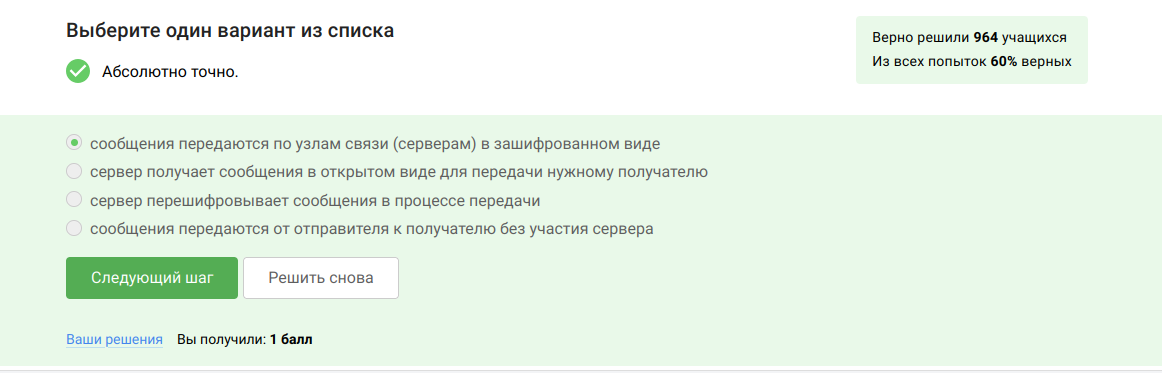 Выберите один вариант из списка
Верно решили 964 учащихся
Из всех попыток 60% верных
Абсолютно точно.
сообщения передаются по узлам связи (серверам) в зашифрованном виде
сервер получает сообщения в открытом виде для передачи нужному получателю
сервер перешифровывает сообщения в процессе передачи
сообщения передаются от отправителя к получателю без участия сервера
Следующий шаг
Решить снова
Ваши решения Вы получили: 1 балл